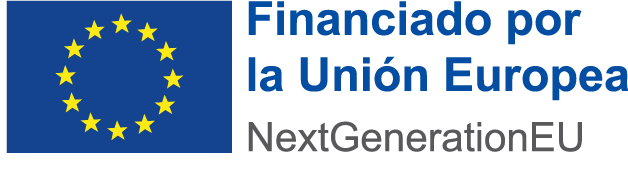 Financiado por
la Unión Europea
NextGenerationEU